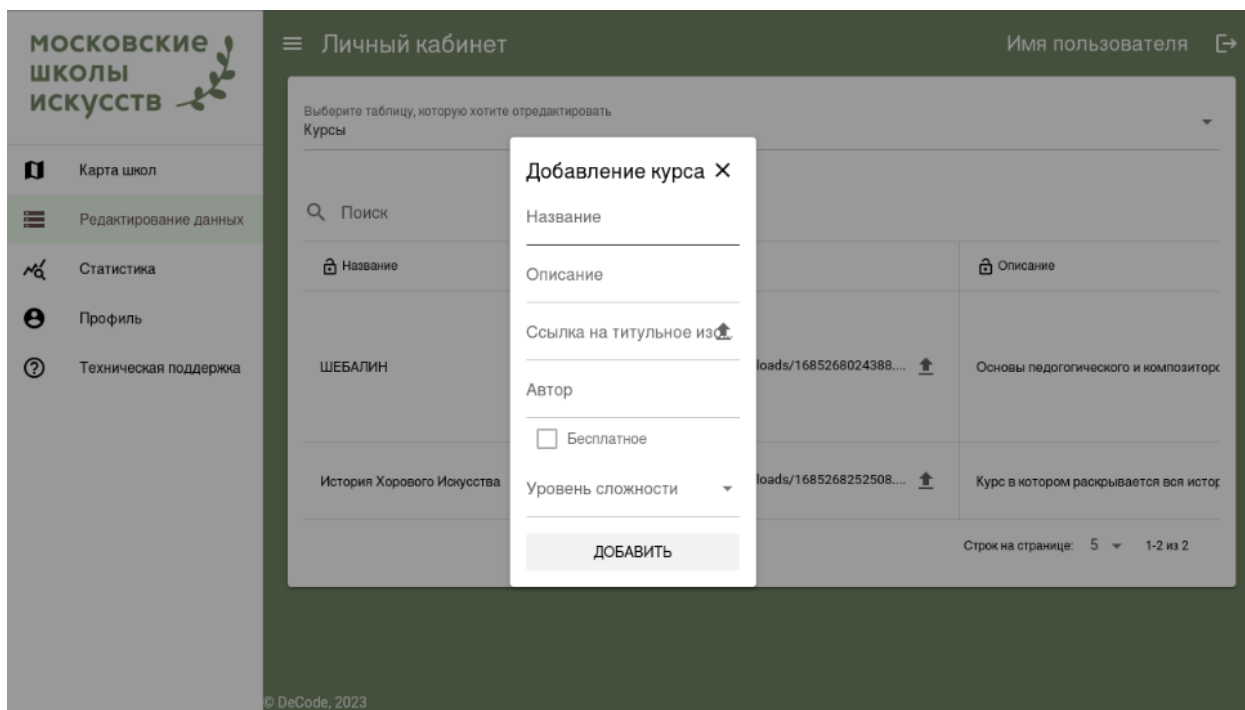 МОСКОВСКИЕ
ШКОЛЫ
ИСКУССТВ
Личный кабинет
Имя пользователя
Карта школ
Редактирование данных
Статистика
Профиль
Техническая поддержка
Выберите таблицу, которую хотите отредактировать
Курсы
Поиск
Название
Описание
ШЕБАЛИН
loads/1685268024388....
Основы педогогического и композиторс
История Хорового Искусства
loads/1685268252508....
Курс в котором раскрывается вся истор
Строк на странице: 5 1-2 из 2
Добавление курса
Название
Описание
Ссылка на титульное изо
Автор
Бесплатное
Уровень сложности
ДОБАВИТЬ
© DeCode, 2023